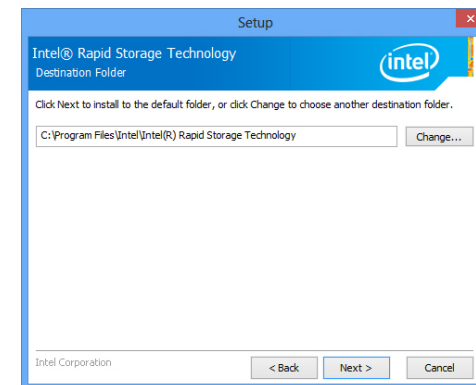 Setup
Intel® Rapid Storage Technology
Destination Folder
intel
Click Next to install to the default folder, or click Change to choose another destination folder.
C:\Program Files\Intel\Intel(R) Rapid Storage Technology
Change...
Intel Corporation
< Back
Next >
Cancel